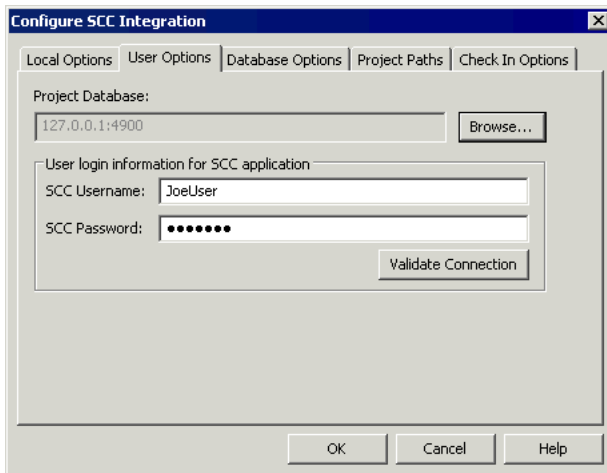 Configure SCC Integration
Local Options User Options Database Options Project Paths Check In Options
Project Database:
127.0.0.1:4900 Browse...
User login information for SCC application
SCC Username: JoeUser
SCC Password: ●●●●●●●
Validate Connection
OK Cancel Help